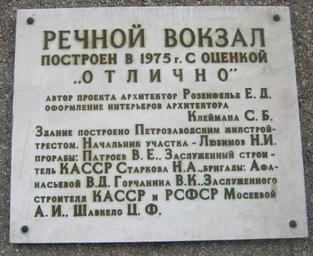 РЕЧНОЙ ВОКЗАЛ
ПОСТРОЕН В 1975 г. С ОЦЕНКОЙ
"ОТЛИЧНО"
АВТОР ПРОЕКТА АРХИТЕКТОР РОЗЕНФЕЛЬД Е. Д.
ОФОРМЛЕНИЕ ИНТЕРЬЕРОВ АРХИТЕКТОРА
КЛЕЙМАНА С. Б.
ЗДАНИЕ ПОСТРОЕНО ПЕТРОЗАВОДСКИМ ЖИЛСТРОЙ-
ТРЕСТОМ. НАЧАЛЬНИК УЧАСТКА - ЛЮБИМОВ Н.И.
ПРОРАБЫ: ПАТРОЕВ В. Е., ЗАСЛУЖЕННЫЙ СТРОИ-
ТЕЛЬ КАССР СТАРКОВА Н.А., БРИГАДЫ: АФА-
НАСЬЕВОЙ В.Д. ГОРЧАНИНА В.К. ЗАСЛУЖЕННОГО
СТРОИТЕЛЯ КАССР И РСФСР МОСЕЕВОЙ
А. И., ШАВКЕЛО Ц. Ф.